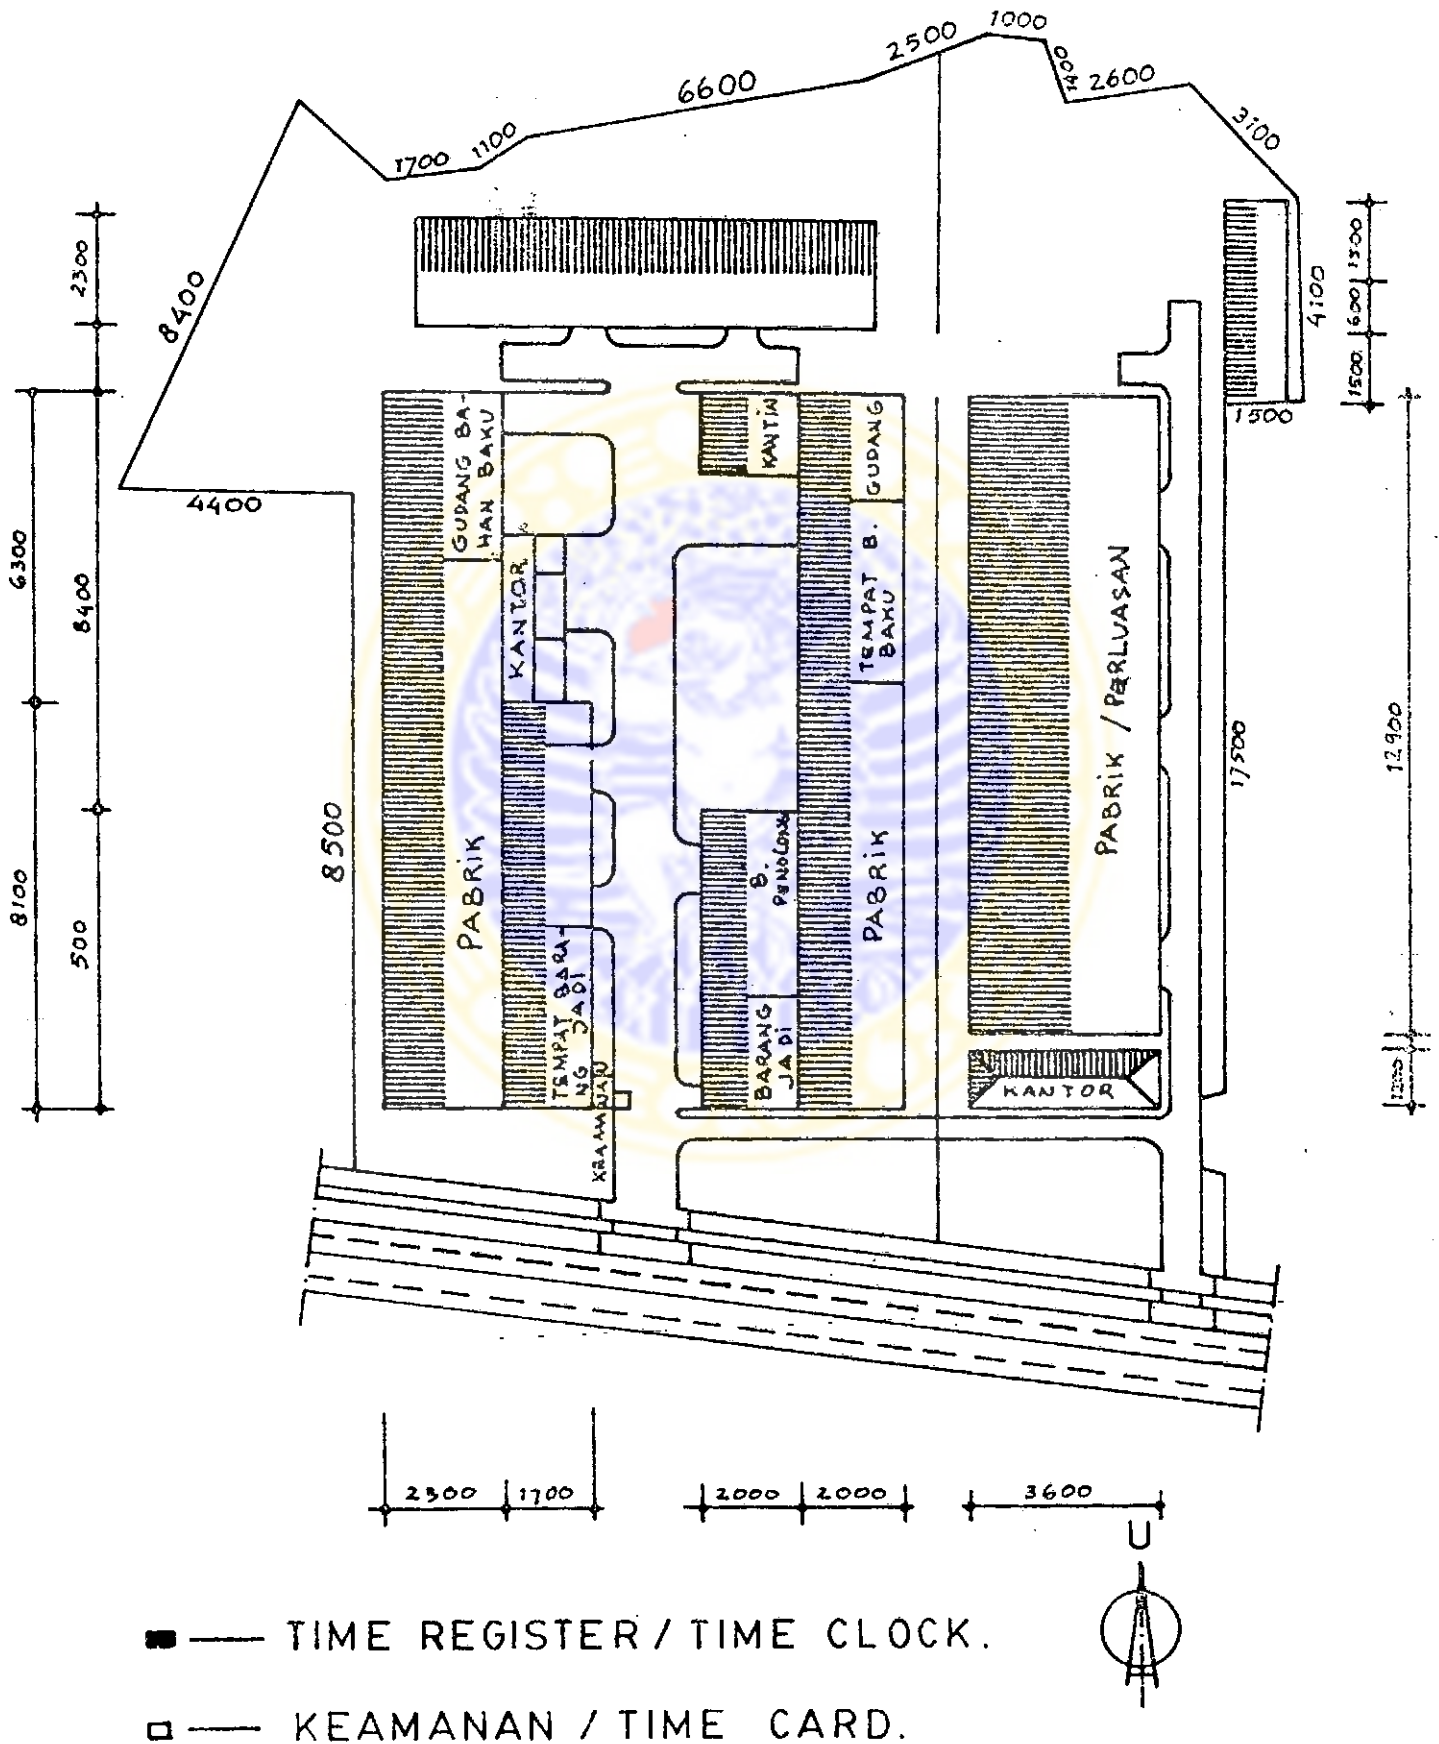 1000
2500
1400
2600
6600
3100
1100
1700
2300
8400
1500
600
1500
4100
1500
4400
GUDANG BA-
HAN BAKU
KANTIN
GUDANG
TEMPAT B.
BAKU
KANTOR
PABRIK / PERLUASAN
6300
8400
12900
17500
8500
8100
500
PABRIK
B.
PENOLONG
PABRIK
TEMPAT BARA-
NG JADI
BARANG
JADI
KEAMANAN
KANTOR
2300
1700
2000
2000
3600
U
TIME REGISTER / TIME CLOCK.
KEAMANAN / TIME CARD.